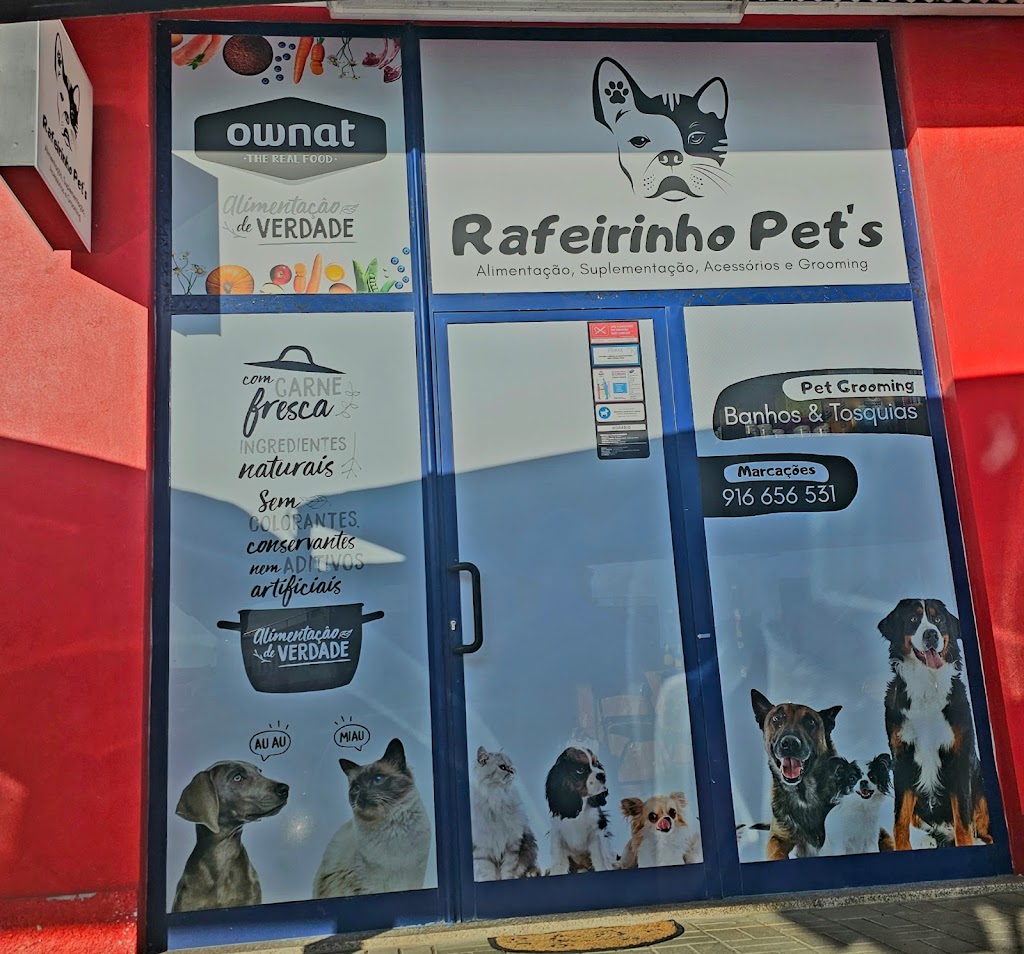 Rafeirinho Pet's
ownat
·THE REAL FOOD·
Alimentação
de VERDADE
Rafeirinho Pet's
Alimentação, Suplementação, Acessórios e Grooming
com CARNE
fresca
INGREDIENTES
naturais
Sem
COLORANTES,
conservantes
nem ADITIVOS
artificiais
Alimentação
de VERDADE
AU AU
MIAU
HORÁRIO
Pet Grooming
Banhos & Tosquias
Marcações
916 656 531